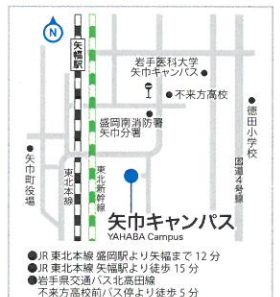 N
矢幅駅
岩手医科大学
矢巾キャンパス
不来方高校
徳田小学校
盛岡南消防署
矢巾分署
矢巾町役場
東北本線
東北新幹線
国道4号線
矢巾キャンパス
YAHABA Campus
●JR 東北本線 盛岡駅より矢幅まで 12 分
●JR 東北本線 矢幅駅より徒歩 15 分
●岩手県交通バス北高田線
不来方高校前バス停より徒歩 5 分